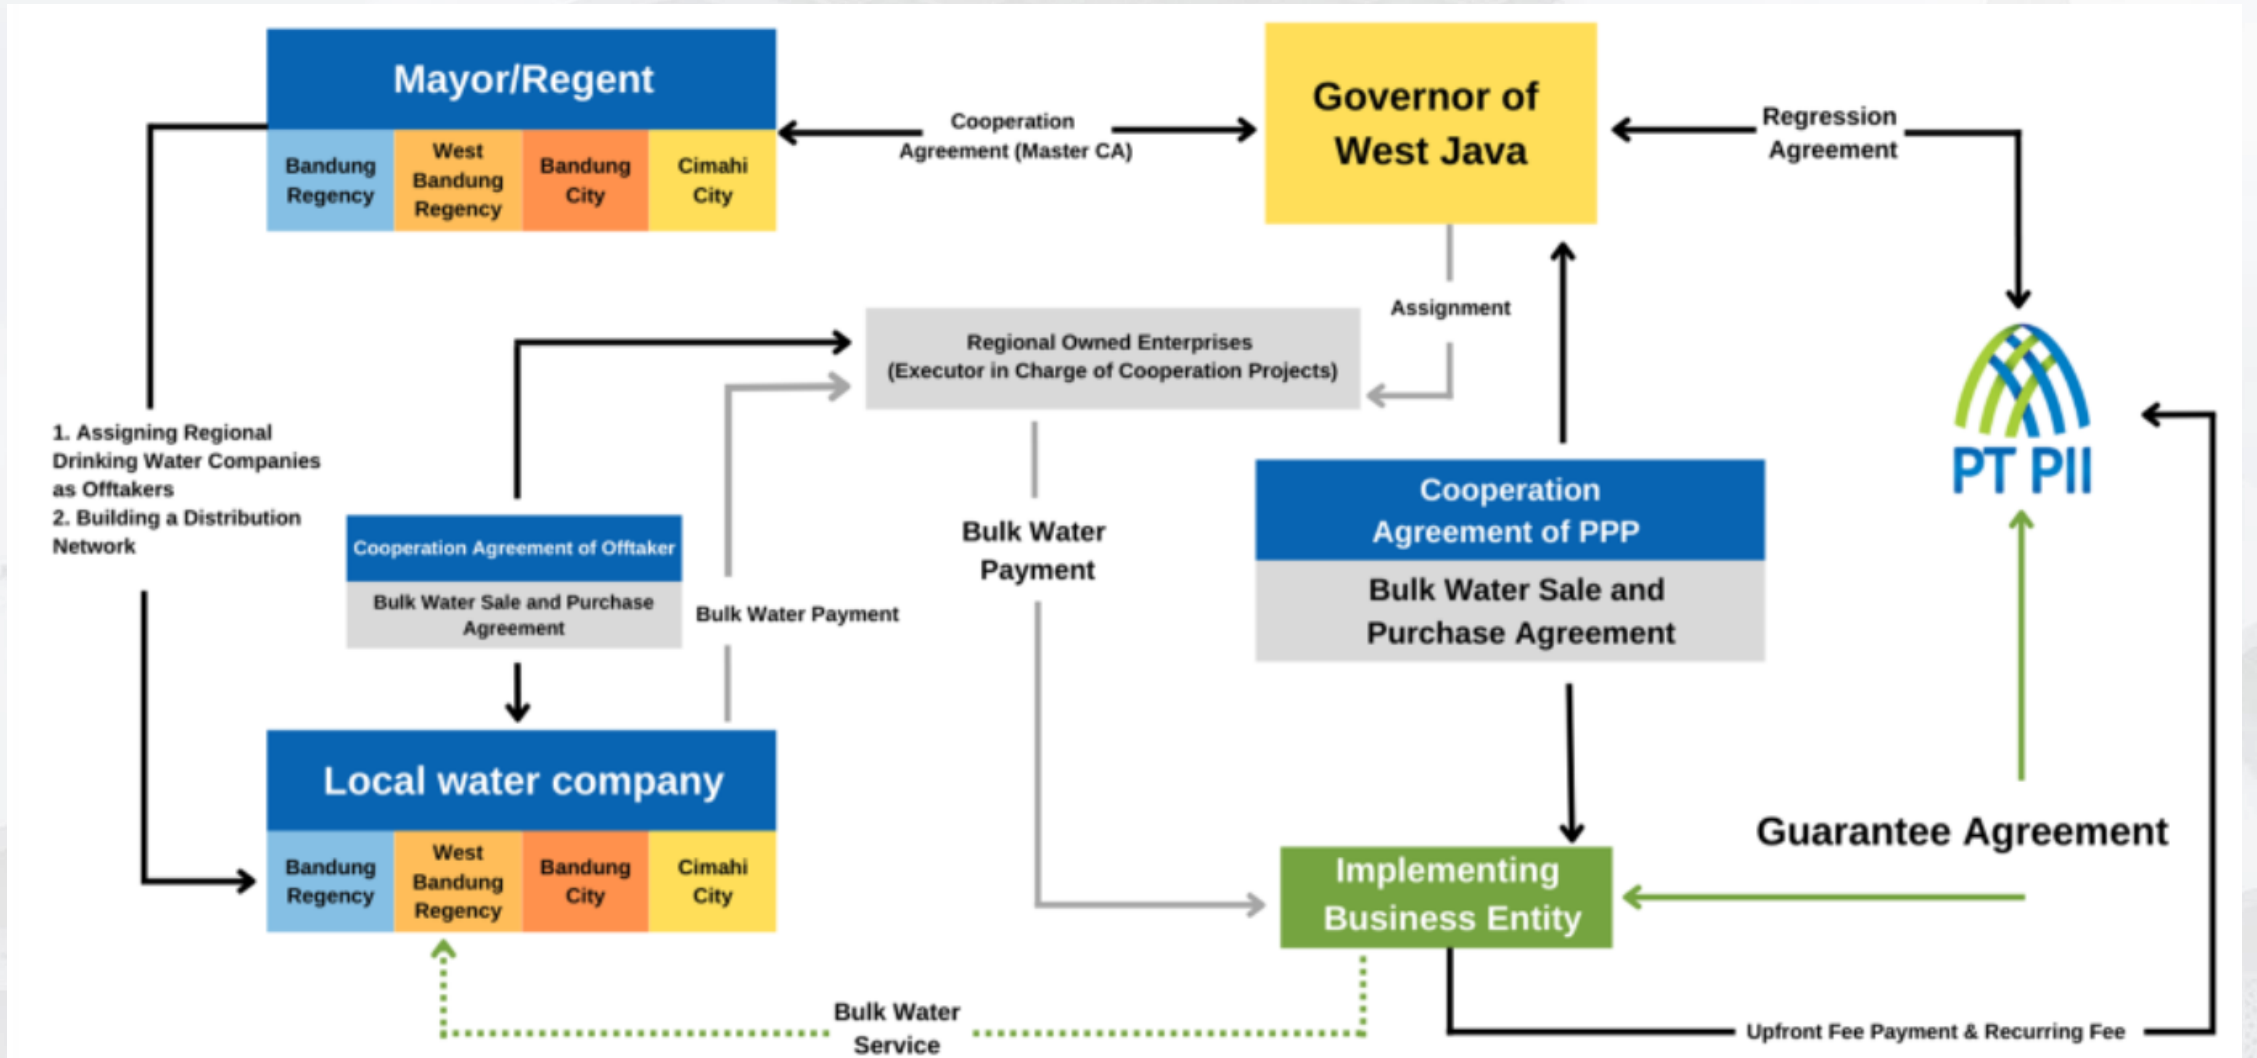 Mayor/Regent
Bandung
Regency
West
Bandung
Regency
Bandung
City
Cimahi
City
Cooperation
Agreement (Master CA)
Governor of
West Java
Regression
Agreement
Assignment
Regional Owned Enterprises
(Executor in Charge of Cooperation Projects)
PT PII
1. Assigning Regional
Drinking Water Companies
as Offtakers
2. Building a Distribution
Network
Cooperation Agreement of Offtaker
Bulk Water Sale and Purchase
Agreement
Bulk Water Payment
Bulk Water
Payment
Cooperation
Agreement of PPP
Bulk Water Sale and
Purchase Agreement
Local water company
Bandung
Regency
West
Bandung
Regency
Bandung
City
Cimahi
City
Implementing
Business Entity
Guarantee Agreement
Bulk Water
Service
Upfront Fee Payment & Recurring Fee